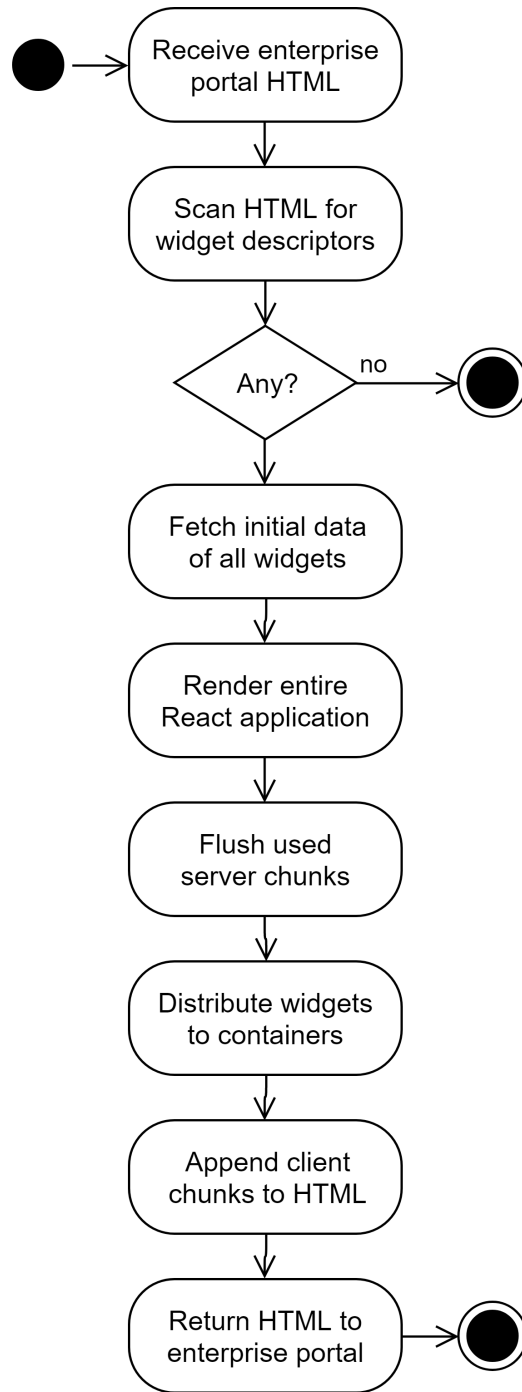 Receive enterprise
portal HTML
Scan HTML for
widget descriptors
Any?
no
Fetch initial data
of all widgets
Render entire
React application
Flush used
server chunks
Distribute widgets
to containers
Append client
chunks to HTML
Return HTML to
enterprise portal